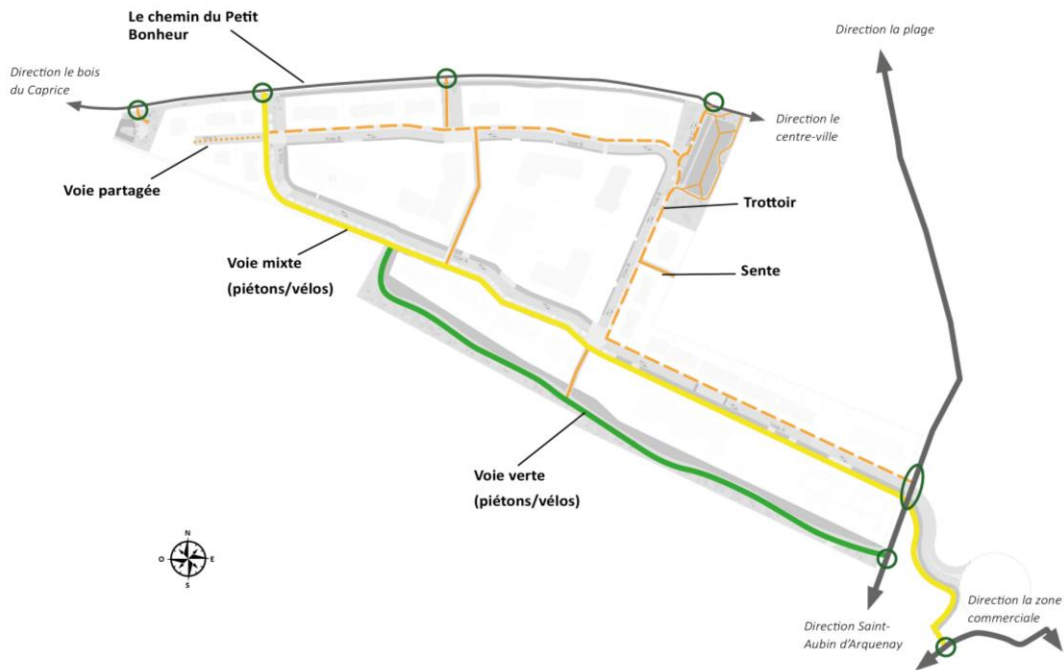 Le chemin du Petit
Bonheur
Direction la plage
Direction le bois
du Caprice
Direction le
centre-ville
Voie partagée
Trottoir
Voie mixte
(piétons/vélos)
Sente
Voie verte
(piétons/vélos)
N
O
E
S
Direction la zone
commerciale
Direction Saint-
Aubin d'Arquenay